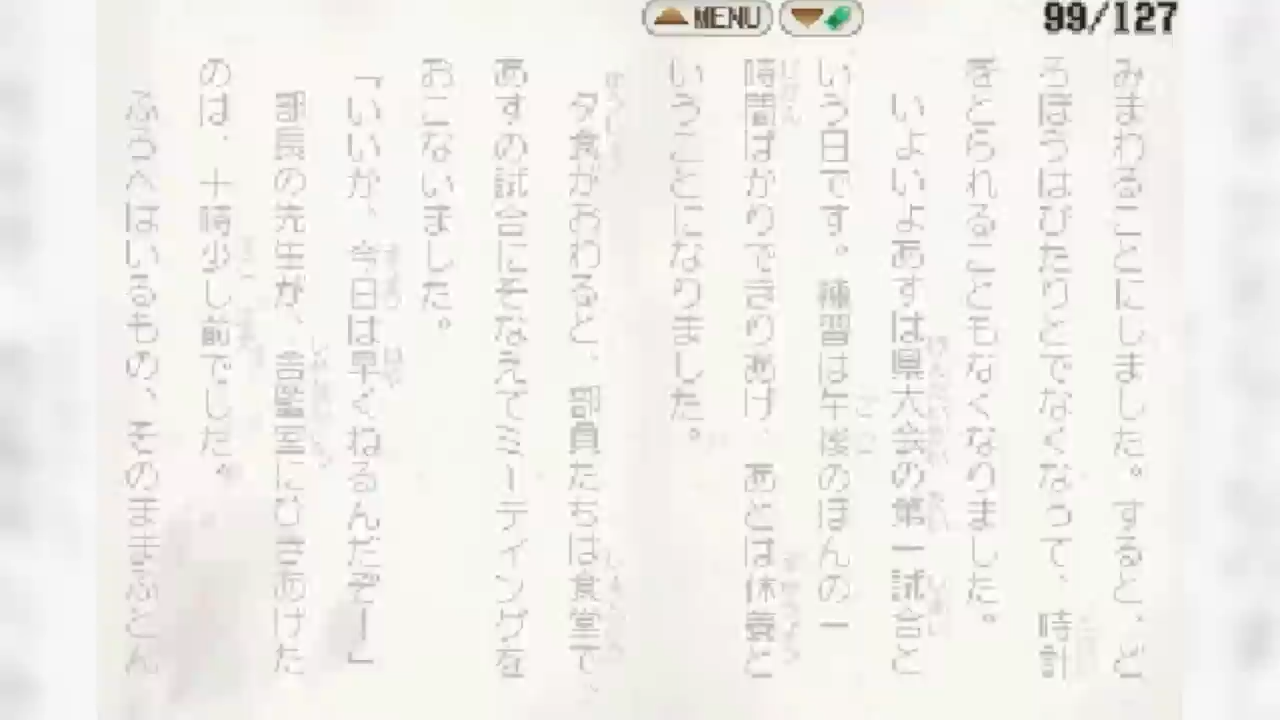 MENU
99/127
みまわることにしました。すると、ど
ろぼうはぴたりとでなくなって、時計
をとられることもなくなりました。
いよいよあすは県大会の第一試合と
いう日です。練習は午後のほんの一
時間ばかりで切りあげ、あとは休養と
いうことになりました。
夕食がおわると、部員たちは食堂で、
あすの試合にそなえてミーティングを
おこないました。
「いいか、今日は早くねるんだぞー」
部長の先生が、合宿室にひきあげた
のは、十時少し前でした。
ふとんへはいるもの、そのままふとん